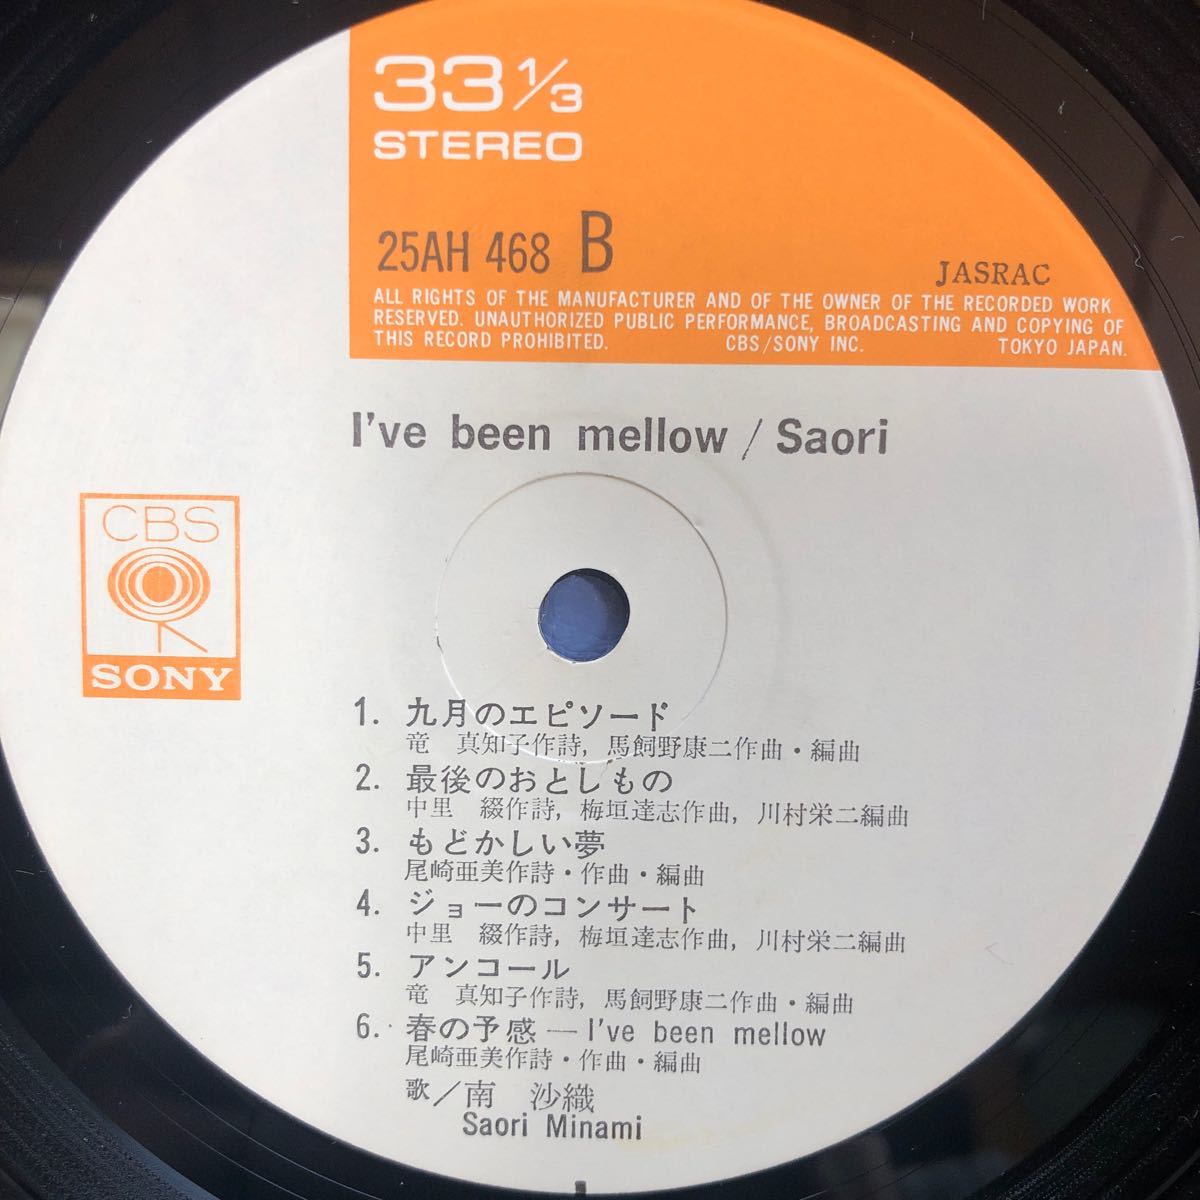 33 1/3
STEREO
25AH 468 B
JASRAC
ALL RIGHTS OF THE MANUFACTURER AND OF THE OWNER OF THE RECORDED WORK
RESERVED. UNAUTHORIZED PUBLIC PERFORMANCE, BROADCASTING AND COPYING OF
THIS RECORD PROHIBITED. CBS/SONY INC. TOKYO JAPAN.
I've been mellow / Saori
CBS
SONY
1. 九月のエピソード
竜 真知子作詩, 馬飼野康二作曲・編曲
2. 最後のおとしもの
中里 綴作詩, 梅垣達志作曲, 川村栄二編曲
3. もどかしい夢
尾崎亜美作詩・作曲・編曲
4. ジョーのコンサート
中里 綴作詩, 梅垣達志作曲, 川村栄二編曲
5. アンコール
竜 真知子作詩, 馬飼野康二作曲・編曲
6. 春の予感 — I've been mellow
尾崎亜美作詩・作曲・編曲
歌／南 沙織
Saori Minami